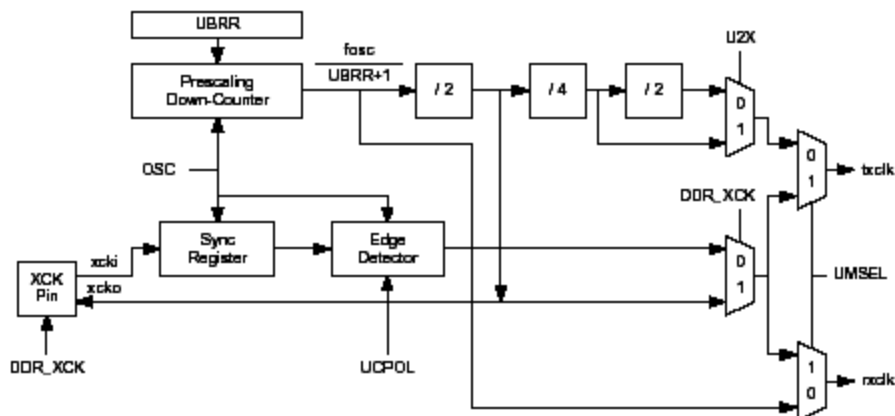 UBRR
fosc
U2X
Prescaling
Down-Counter
UBRR+1
/ 2
/ 4
/ 2
0
1
OSC
0
1
txclk
DDR_XCK
Sync
Register
Edge
Detector
xcki
0
1
UMSEL
XCK
Pin
xcko
DDR_XCK
UCPOL
1
0
rxclk